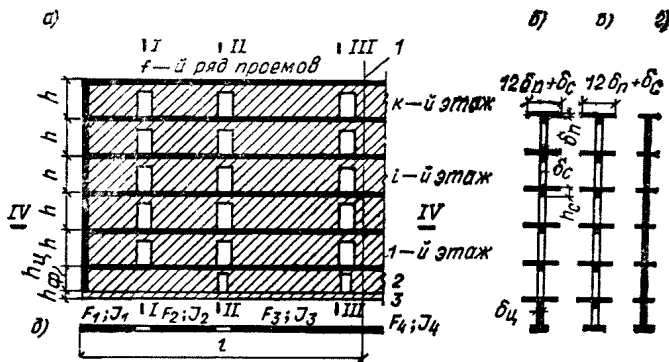 а)
I II III 1
f-й ряд проемов
h к-й этаж
h
h i-й этаж
h
IV IV
h 1-й этаж
hц 2
hф 3
д) F₁; J₁ I F₂; J₂ II F₃; J₃ III F₄; J₄
l
б) в) г)
12δп+δс 12δп+δс
δп
δс
hс
δц